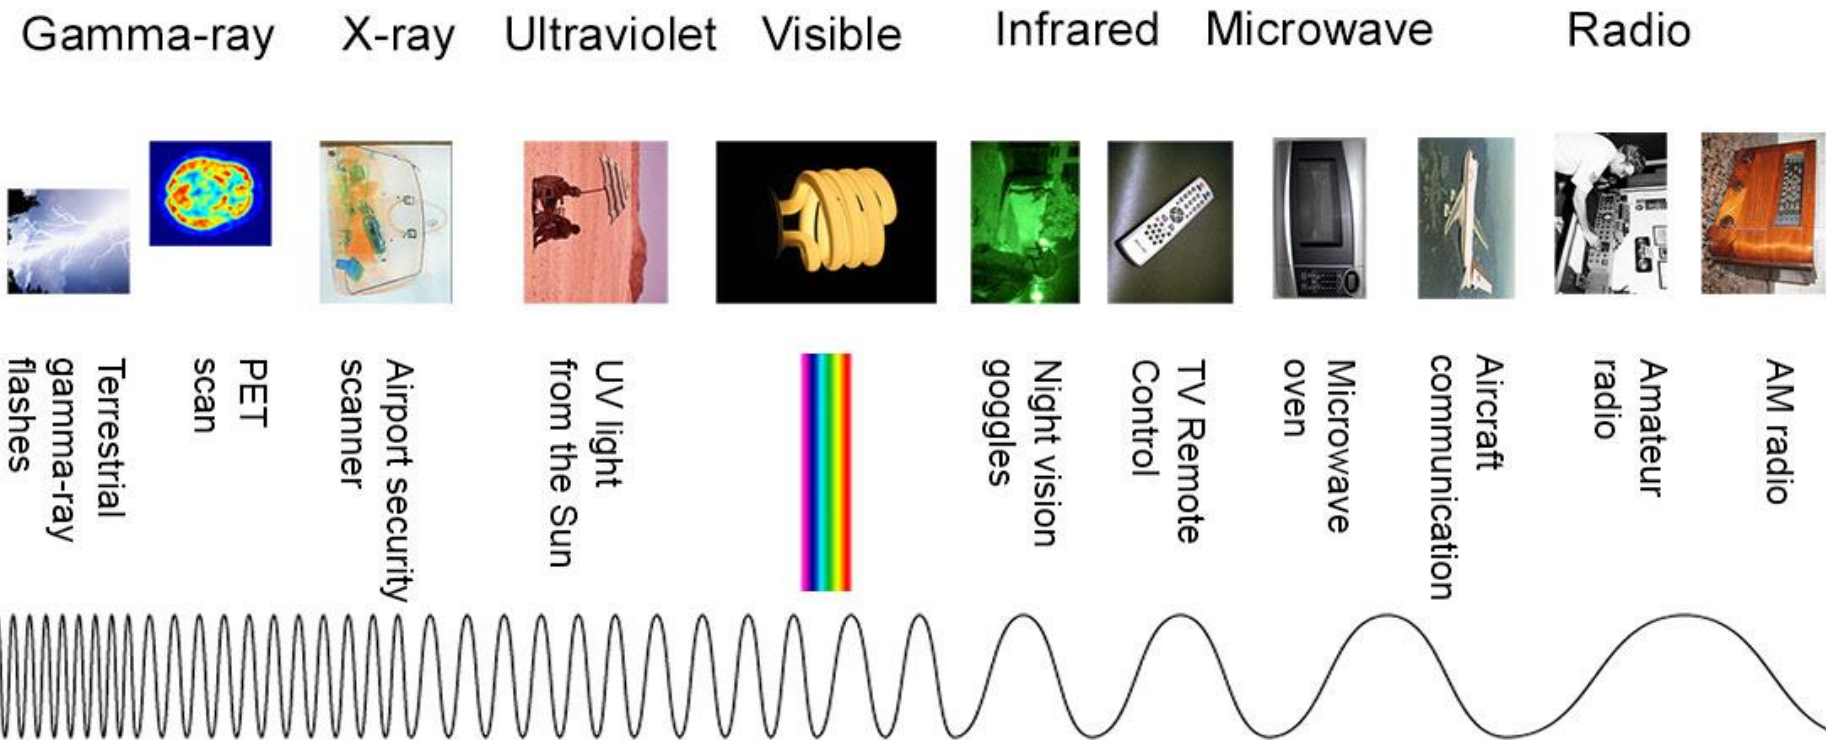 Gamma-ray
X-ray
Ultraviolet
Visible
Infrared
Microwave
Radio
Terrestrial
gamma-ray
flashes
PET
scan
Airport security
scanner
UV light
from the Sun
Night vision
goggles
TV Remote
Control
Microwave
oven
Aircraft
communication
Amateur
radio
AM radio